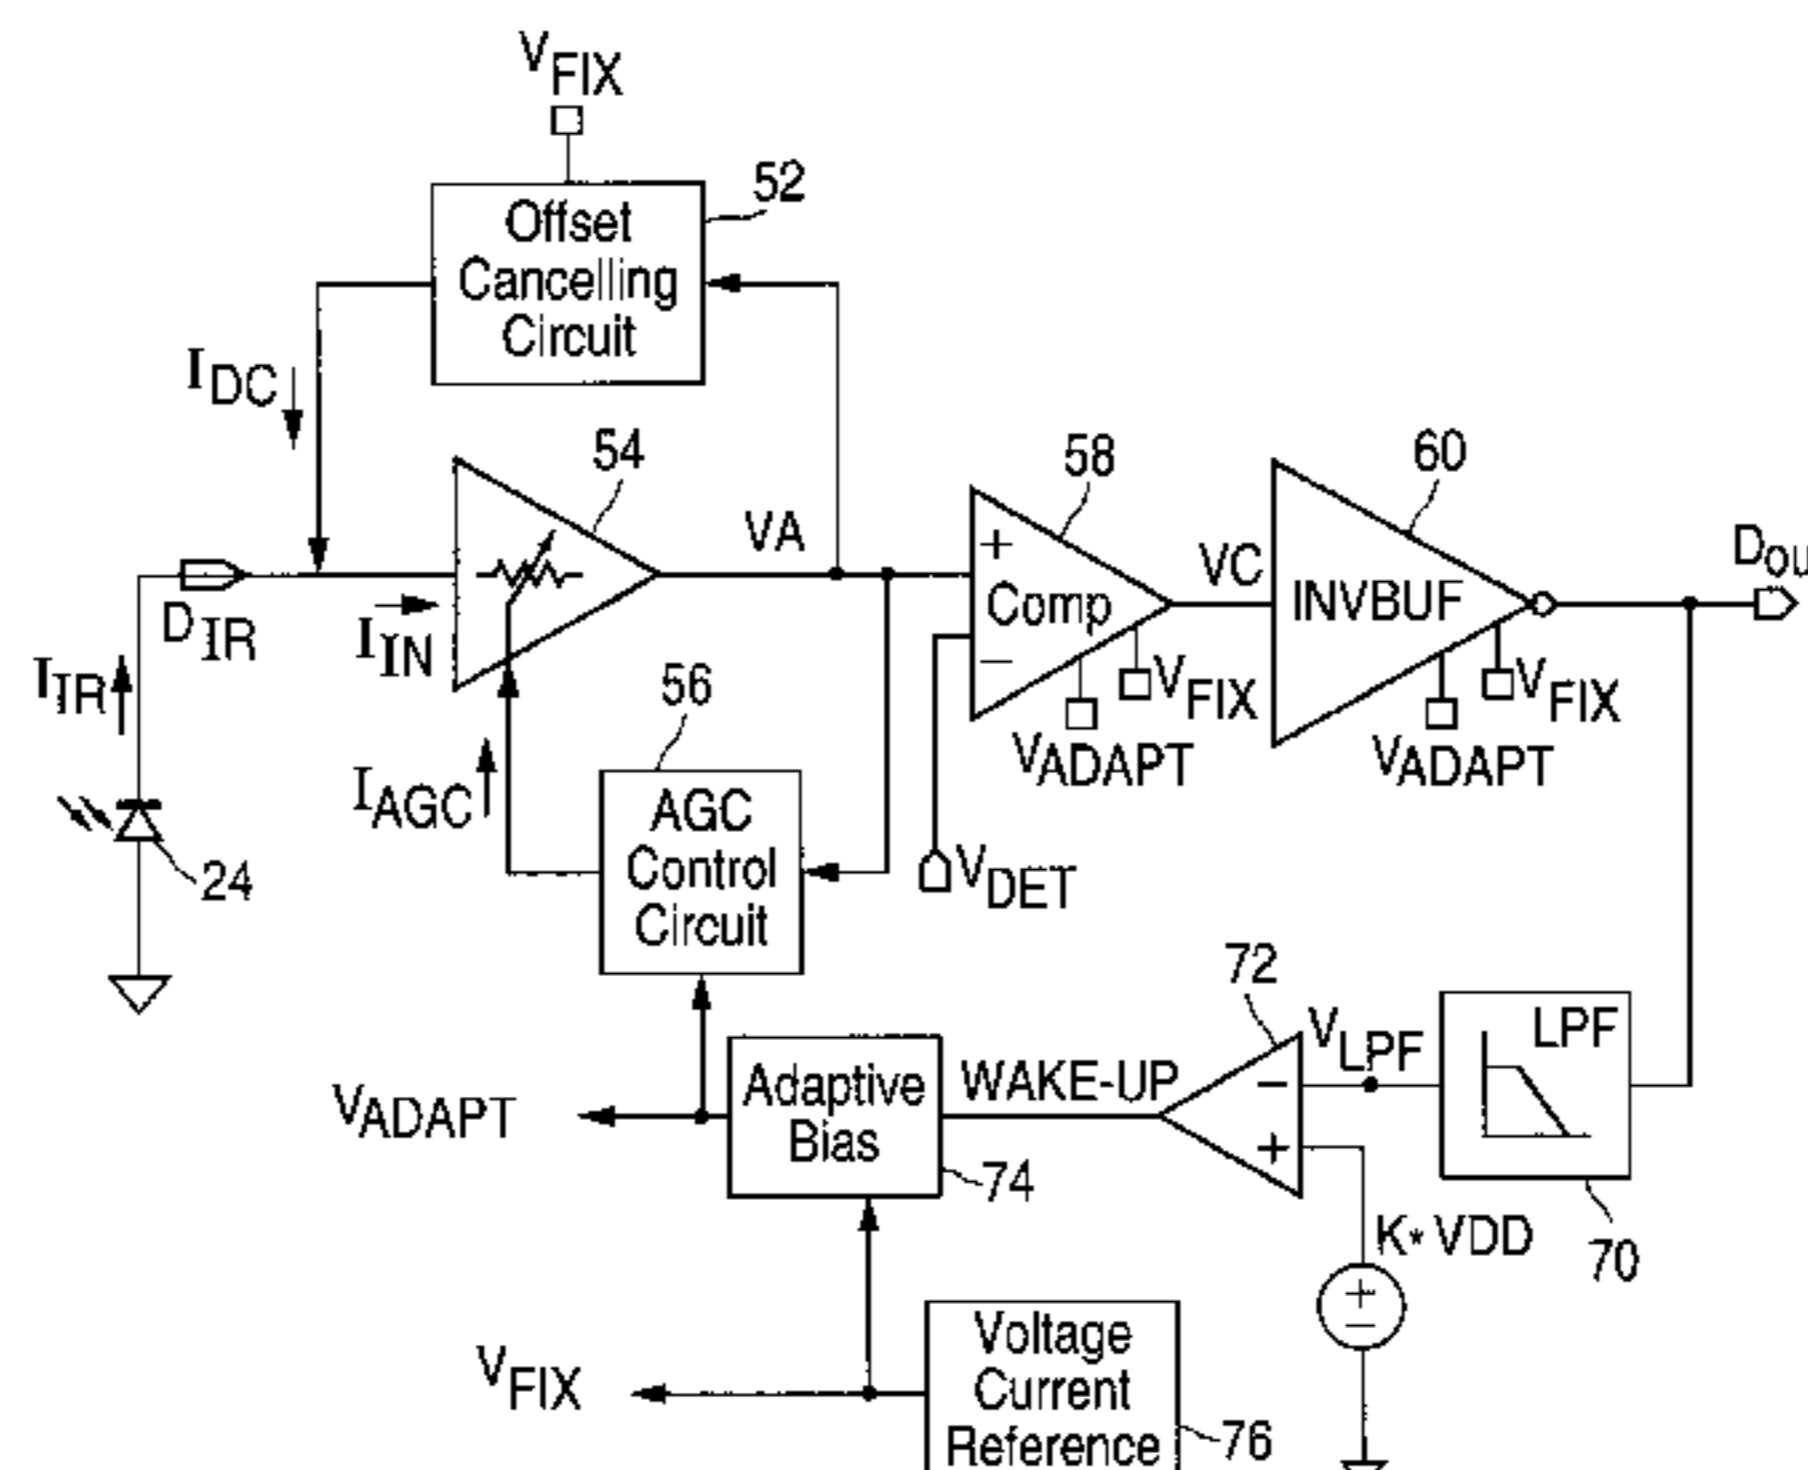 VFIX
52
Offset
Cancelling
Circuit
IDC
54
58
60
VA
VC
DOU
+
Comp
−
INVBUF
DIR
IIN
VFIX
VFIX
IIR
56
VADAPT
VADAPT
IAGC
AGC
Control
Circuit
24
VDET
72
VLPF
LPF
Adaptive
Bias
WAKE-UP
−
+
VADAPT
74
K*VDD
70
Voltage
Current
Reference
+
−
VFIX
76